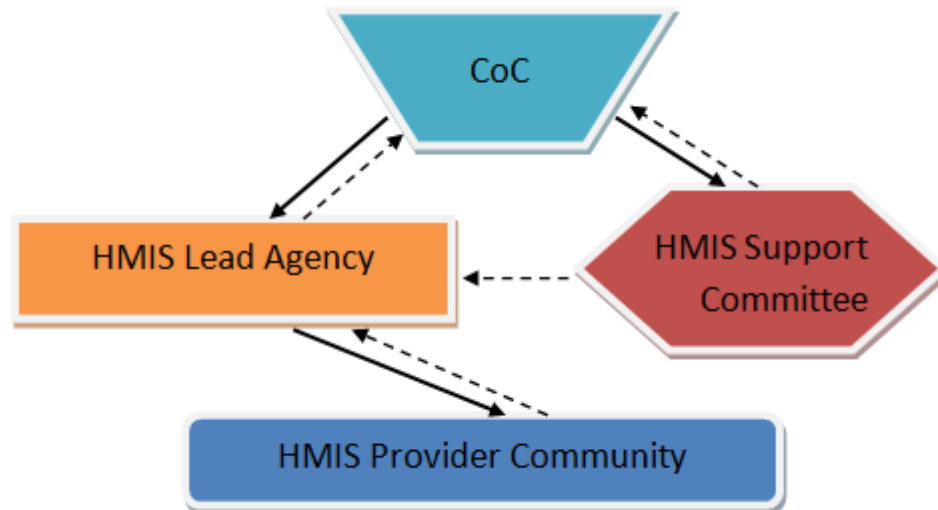 CoC
HMIS Lead Agency
HMIS Support
Committee
HMIS Provider Community